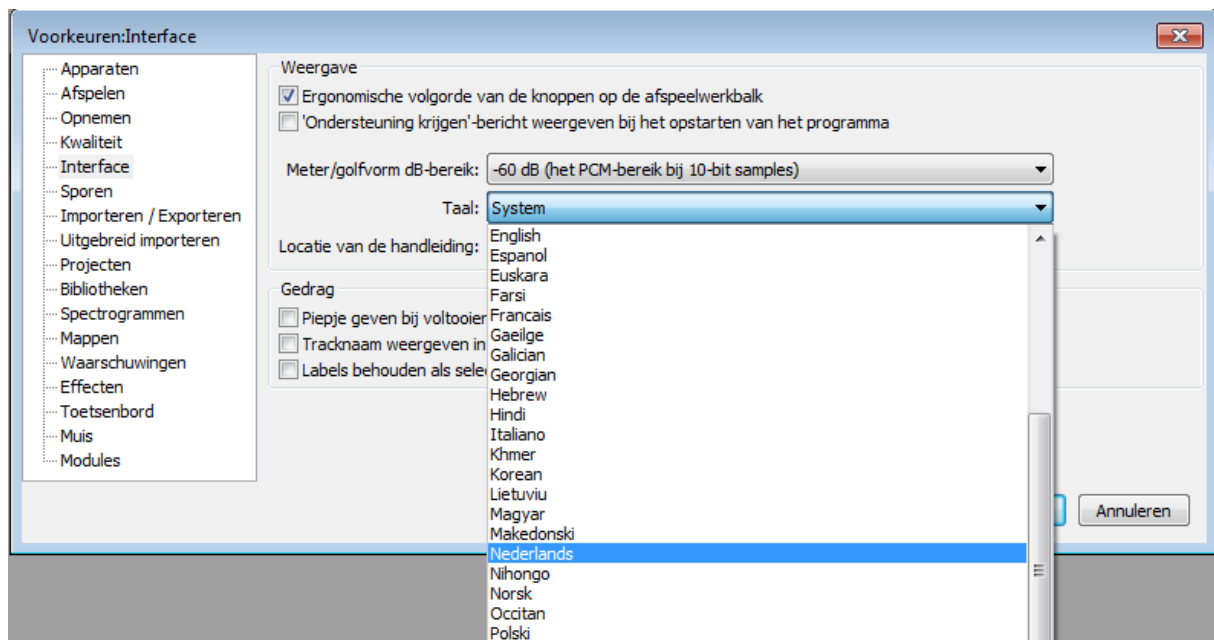 Voorkeuren:Interface
Apparaten
Afspelen
Opnemen
Kwaliteit
Interface
Sporen
Importeren / Exporteren
Uitgebreid importeren
Projecten
Bibliotheken
Spectrogrammen
Mappen
Waarschuwingen
Effecten
Toetsenbord
Muis
Modules
Weergave
Ergonomische volgorde van de knoppen op de afspeelwerkbalk
'Ondersteuning krijgen'-bericht weergeven bij het opstarten van het programma
Meter/golfvorm dB-bereik: -60 dB (het PCM-bereik bij 10-bit samples)
Taal: System
Locatie van de handleiding:
Gedrag
Piepje geven bij
Tracknaam weergeven in
Labels behouden als
English
Espanol
Euskara
Farsi
Francais
Gaeilge
Galician
Georgian
Hebrew
Hindi
Italiano
Khmer
Korean
Lietuviu
Magyar
Makedonski
Nederlands
Nihongo
Norsk
Occitan
Polski
Annuleren